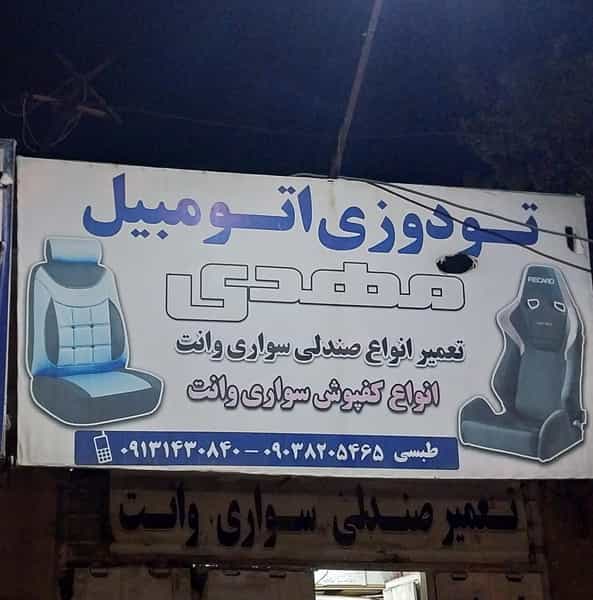 تودوزی اتومبیل
مهدی
تعمیر انواع صندلی سواری وانت
انواع کفپوش سواری وانت
طبسی ۰۹۰۳۸۲۰۵۴۶۵ - ۰۹۱۳۱۴۳۰۸۴۰
RECARO
تعمیر صندلی سواری وانت